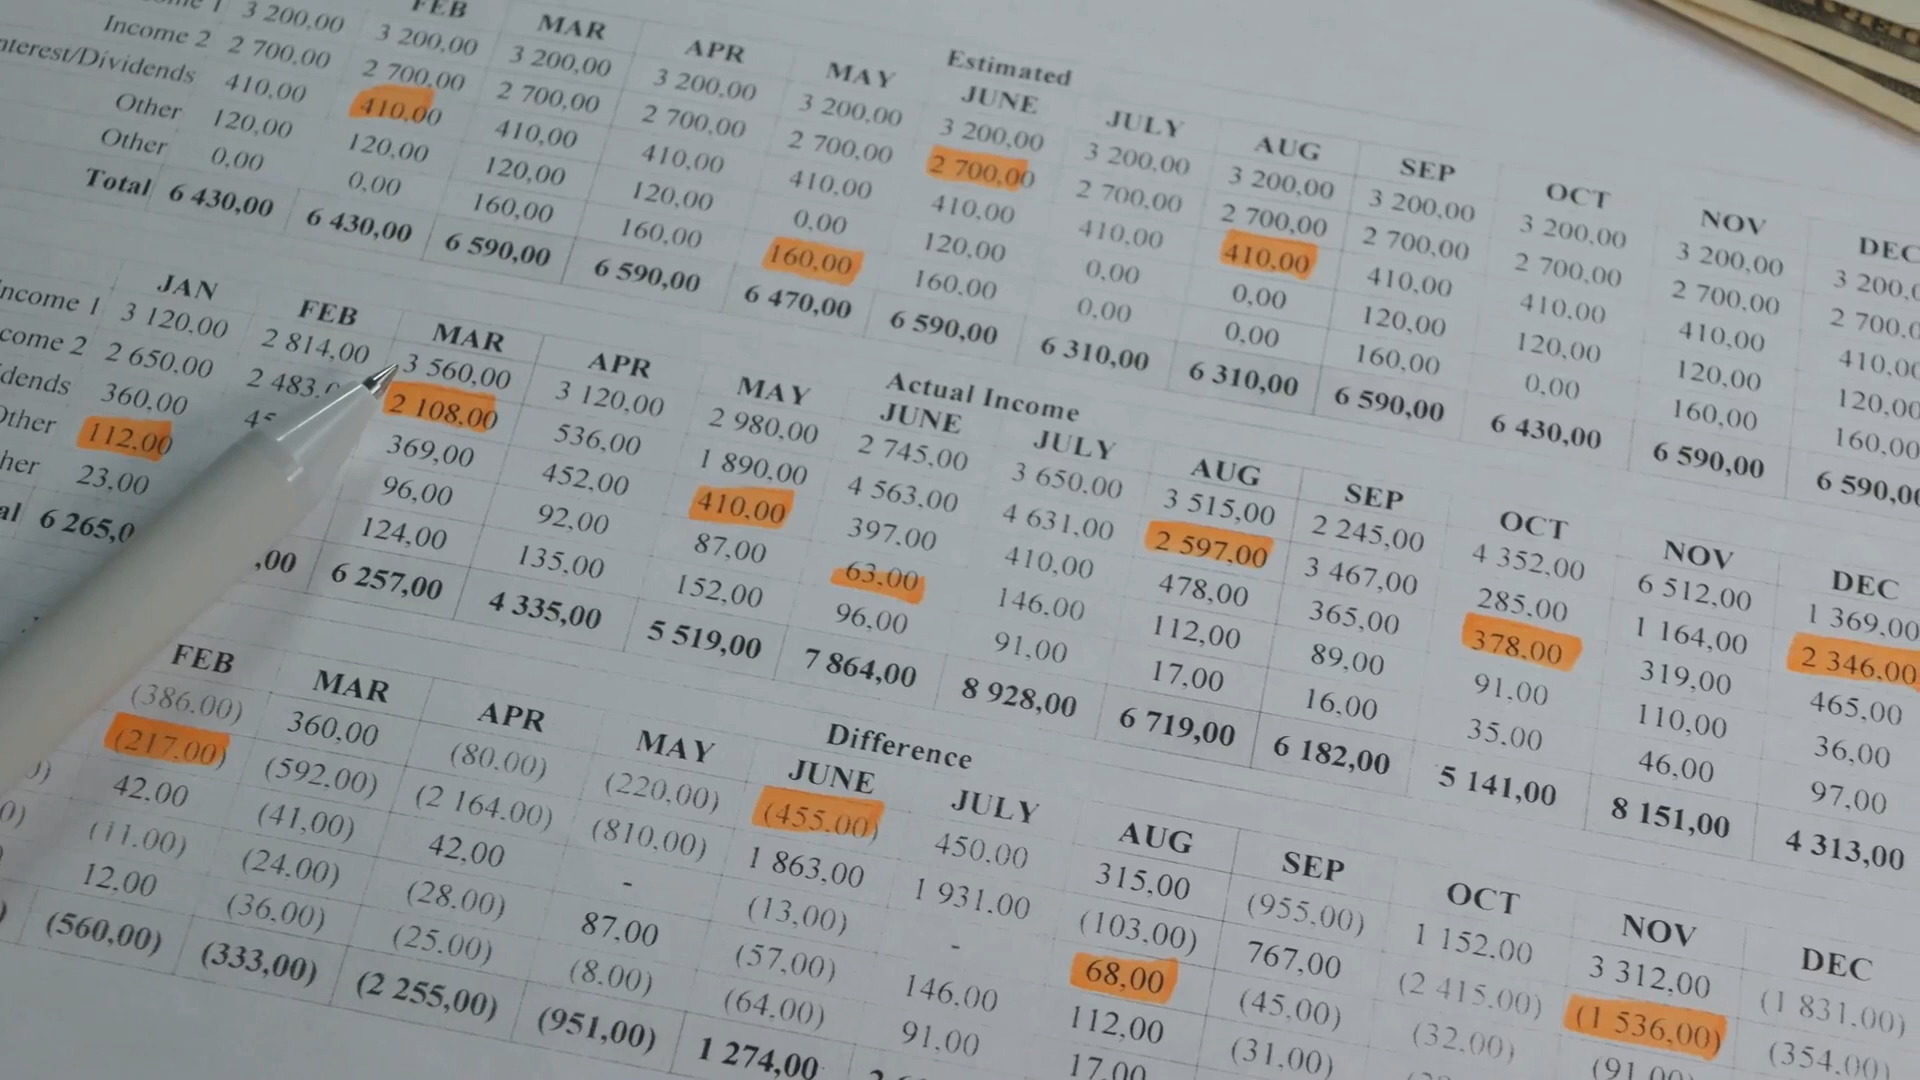 Estimated
FEB MAR APR MAY JUNE JULY AUG SEP OCT NOV DEC
1 3 200,00 3 200,00 3 200,00 3 200,00 3 200,00 3 200,00 3 200,00 3 200,00 3 200,00 3 200,00 3 200,00 3 200,0
Income 2 2 700,00 2 700,00 2 700,00 2 700,00 2 700,00 2 700,00 2 700,00 2 700,00 2 700,00 2 700,00 2 700,00 2 700,0
nterest/Dividends 410,00 410,00 410,00 410,00 410,00 410,00 410,00 410,00 410,00 410,00 410,00 410,00
Other 120,00 120,00 120,00 120,00 0,00 120,00 0,00 0,00 120,00 120,00 120,00 120,00
Other 0,00 0,00 160,00 160,00 160,00 160,00 0,00 0,00 160,00 0,00 160,00 160,00
Total 6 430,00 6 430,00 6 590,00 6 590,00 6 470,00 6 590,00 6 310,00 6 310,00 6 590,00 6 430,00 6 590,00 6 590,00
Actual Income
JAN FEB MAR APR MAY JUNE JULY AUG SEP OCT NOV DEC
ncome 1 3 120,00 2 814,00 3 560,00 3 120,00 2 980,00 2 745,00 3 650,00 3 515,00 2 245,00 4 352,00 6 512,00 1 369,00
come 2 2 650,00 2 483,0 2 108,00 536,00 1 890,00 4 563,00 4 631,00 2 597,00 3 467,00 285,00 1 164,00 2 346,00
dends 360,00 45 369,00 452,00 410,00 397,00 410,00 478,00 365,00 378,00 319,00 465,00
Other 112,00 96,00 92,00 87,00 63,00 146,00 112,00 89,00 91,00 110,00 36,00
her 23,00 124,00 135,00 152,00 96,00 91,00 17,00 16,00 35,00 46,00 97,00
al 6 265,0 ,00 6 257,00 4 335,00 5 519,00 7 864,00 8 928,00 6 719,00 6 182,00 5 141,00 8 151,00 4 313,00
Difference
FEB MAR APR MAY JUNE JULY AUG SEP OCT NOV DEC
(386,00) 360,00 (80,00) (220,00) (455,00) 450,00 315,00 (955,00) 1 152,00 3 312,00 (1 831,00)
(217,00) (592,00) (2 164,00) (810,00) 1 863,00 1 931,00 (103,00) 767,00 (2 415,00) (1 536,00) (354,00)
42,00 (41,00) 42,00 - (13,00) - 68,00 (45,00) (32,00) (91,00)
(11,00) (24,00) (28,00) 87,00 (57,00) 146,00 112,00 (31,00)
12,00 (36,00) (25,00) (8,00) (64,00) 91,00 17,00
(560,00) (333,00) (2 255,00) (951,00) 1 274,00